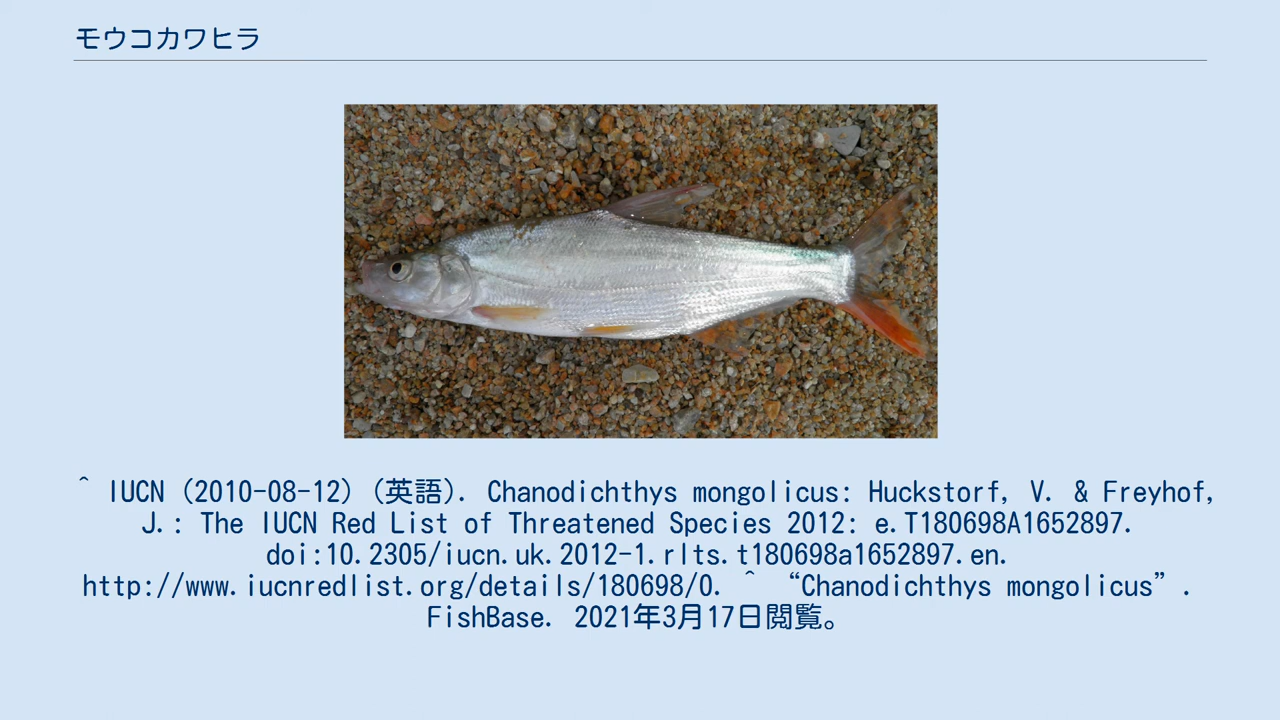 モウコカワヒラ
^ IUCN (2010-08-12) (英語). Chanodichthys mongolicus: Huckstorf, V. & Freyhof,
J.: The IUCN Red List of Threatened Species 2012: e.T180698A1652897.
doi:10.2305/iucn.uk.2012-1.rlts.t180698a1652897.en.
http://www.iucnredlist.org/details/180698/0. ^ “Chanodichthys mongolicus”.
FishBase. 2021年3月17日閲覧。